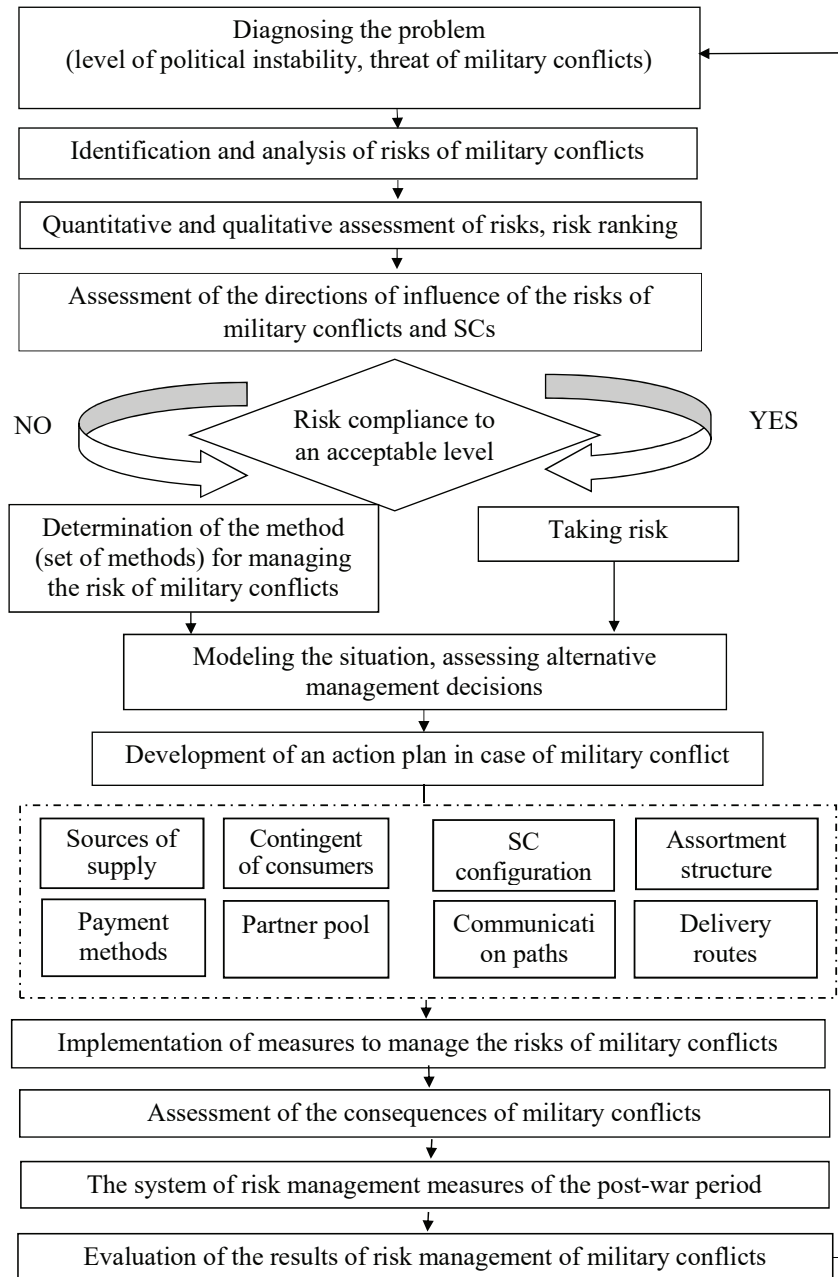 Diagnosing the problem
(level of political instability, threat of military conflicts)
Identification and analysis of risks of military conflicts
Quantitative and qualitative assessment of risks, risk ranking
Assessment of the directions of influence of the risks of
military conflicts and SCs
NO
Risk compliance to
an acceptable level
YES
Determination of the method
(set of methods) for managing
the risk of military conflicts
Taking risk
Modeling the situation, assessing alternative
management decisions
Development of an action plan in case of military conflict
Sources of
supply
Contingent
of consumers
SC
configuration
Assortment
structure
Payment
methods
Partner pool
Communicati
on paths
Delivery
routes
Implementation of measures to manage the risks of military conflicts
Assessment of the consequences of military conflicts
The system of risk management measures of the post-war period
Evaluation of the results of risk management of military conflicts